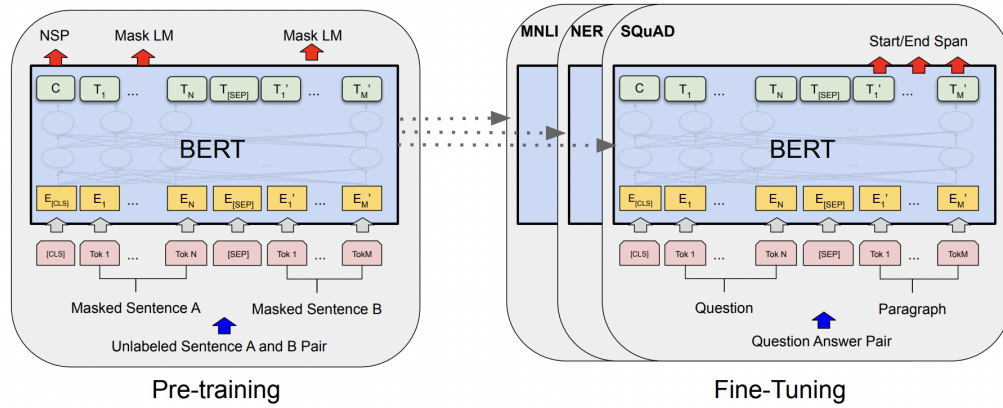 NSP Mask LM Mask LM
C T1 ... TN T[SEP] T1' ... TM'
...
BERT
...
E[CLS] E1 ... EN E[SEP] E1' ... EM'
[CLS] Tok 1 ... Tok N [SEP] Tok 1 ... TokM
Masked Sentence A Masked Sentence B
Unlabeled Sentence A and B Pair
Pre-training
MNLI NER SQuAD
Start/End Span
C T1 ... TN T[SEP] T1' ... TM'
...
BERT
...
E[CLS] E1 ... EN E[SEP] E1' ... EM'
[CLS] Tok 1 ... Tok N [SEP] Tok 1 ... TokM
Question Paragraph
Question Answer Pair
Fine-Tuning